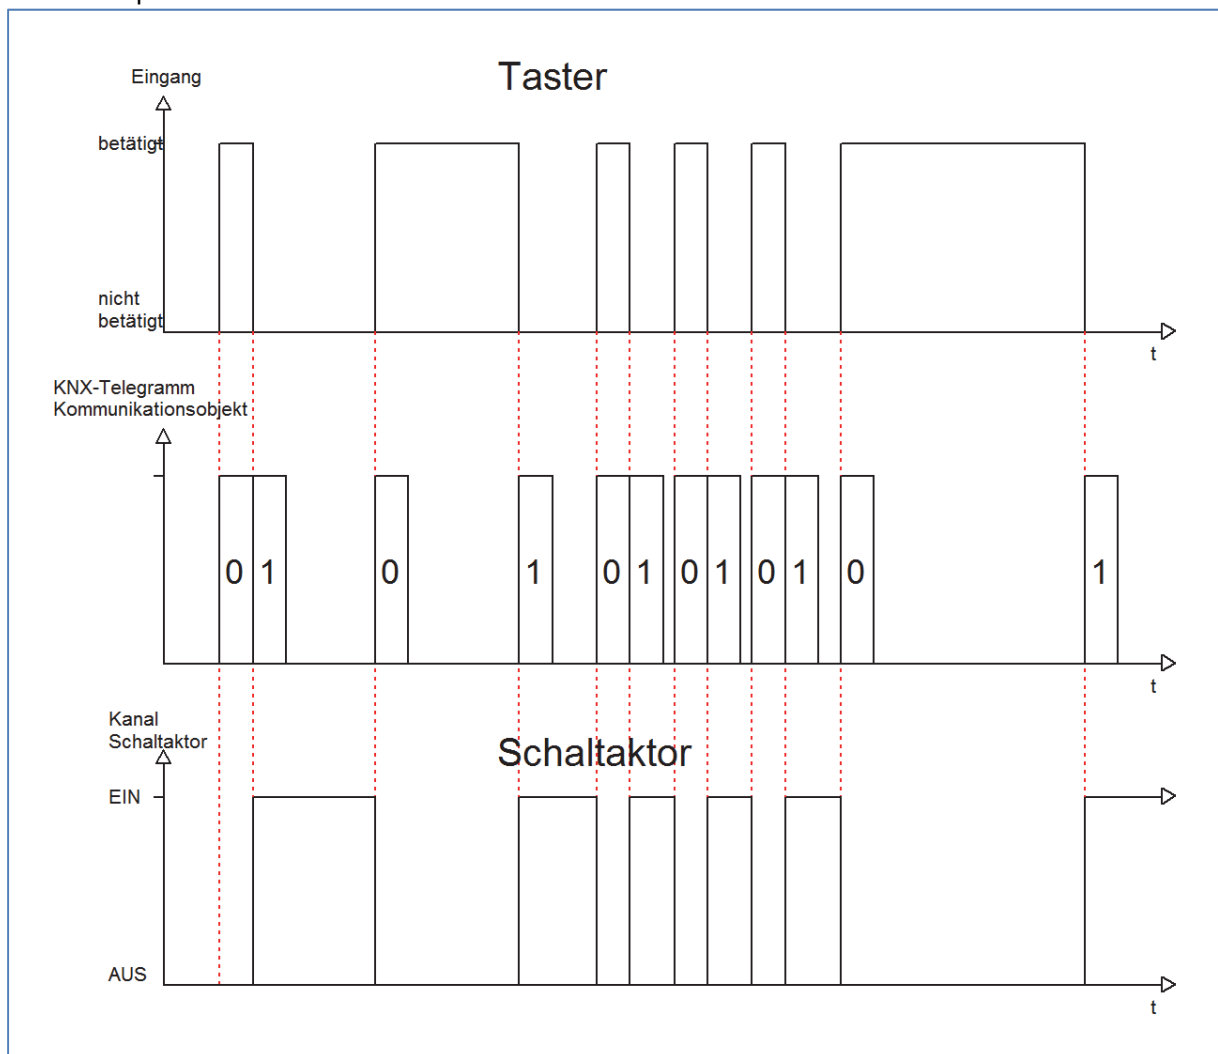 Eingang
Taster
betätigt
nicht
betätigt
t
KNX-Telegramm
Kommunikationsobjekt
0 1 0 1 0 1 0 1 0 1 0 1
t
Kanal
Schaltaktor
Schaltaktor
EIN
AUS
t